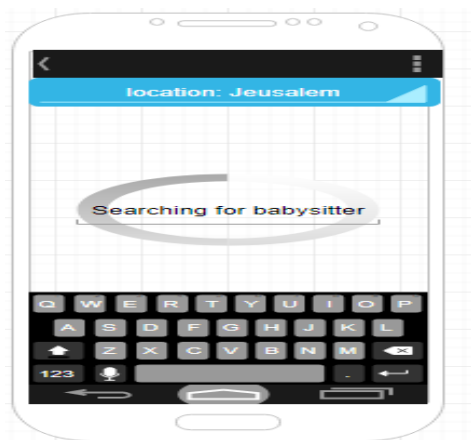 location: Jeusalem
Searching for babysitter
Q W E R T Y U I O P
A S D F G H J K L
Z X C V B N M
123 .